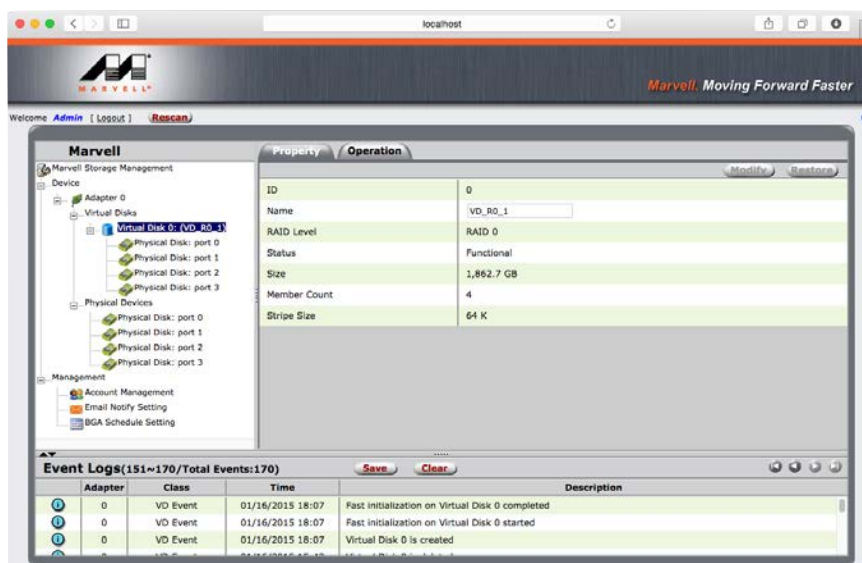 localhost
MARVELL®
Marvell. Moving Forward Faster
Welcome Admin [ Logout ] Rescan
Marvell
Marvell Storage Management
Device
Adapter 0
Virtual Disks
Virtual Disk 0: (VD_R0_1)
Physical Disk: port 0
Physical Disk: port 1
Physical Disk: port 2
Physical Disk: port 3
Physical Devices
Physical Disk: port 0
Physical Disk: port 1
Physical Disk: port 2
Physical Disk: port 3
Management
Account Management
Email Notify Setting
BGA Schedule Setting
Property Operation
Modify Restore
ID 0
Name VD_R0_1
RAID Level RAID 0
Status Functional
Size 1,862.7 GB
Member Count 4
Stripe Size 64 K
Event Logs(151~170/Total Events:170) Save Clear
Adapter Class Time Description
0 VD Event 01/16/2015 18:07 Fast initialization on Virtual Disk 0 completed
0 VD Event 01/16/2015 18:07 Fast initialization on Virtual Disk 0 started
0 VD Event 01/16/2015 18:07 Virtual Disk 0 is created